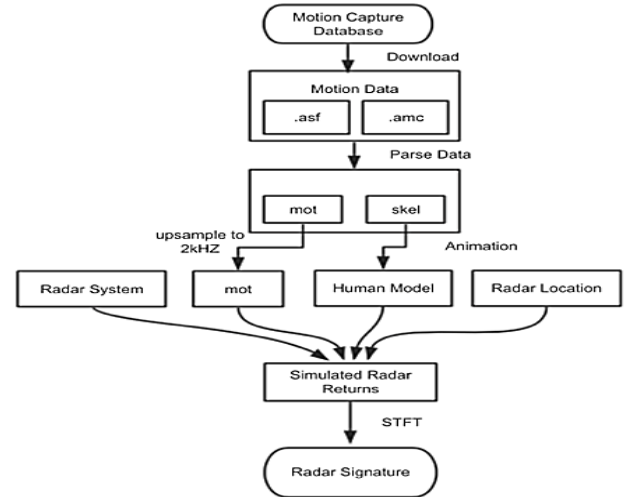 Motion Capture
Database
Download
Motion Data
.asf
.amc
Parse Data
mot
skel
upsample to
2kHZ
Animation
Radar System
mot
Human Model
Radar Location
Simulated Radar
Returns
STFT
Radar Signature